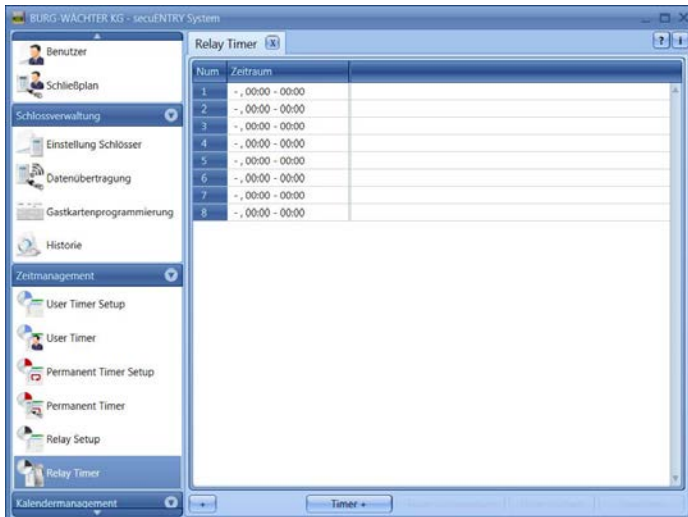 BURG-WÄCHTER KG - secuENTRY System
Benutzer
Schließplan
Schlossverwaltung
Einstellung Schlösser
Datenübertragung
Gastkartenprogrammierung
Historie
Zeitmanagement
User Timer Setup
User Timer
Permanent Timer Setup
Permanent Timer
Relay Setup
Relay Timer
Kalendermanagement
Relay Timer X
? i
Num Zeitraum
1 - , 00:00 - 00:00
2 - , 00:00 - 00:00
3 - , 00:00 - 00:00
4 - , 00:00 - 00:00
5 - , 00:00 - 00:00
6 - , 00:00 - 00:00
7 - , 00:00 - 00:00
8 - , 00:00 - 00:00
+ Timer +